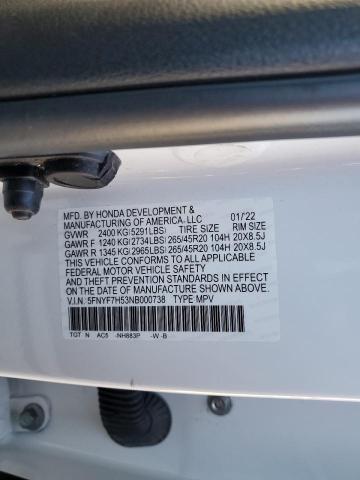 MFD. BY HONDA DEVELOPMENT &
MANUFACTURING OF AMERICA, LLC 01/22
GVWR 2400 KG(5291LBS) TIRE SIZE RIM SIZE
GAWR F 1240 KG(2734LBS) 265/45R20 104H 20X8.5J
GAWR R 1345 KG(2965LBS) 265/45R20 104H 20X8.5J
THIS VEHICLE CONFORMS TO ALL APPLICABLE
FEDERAL MOTOR VEHICLE SAFETY AND
THEFT PREVENTION STANDARDS IN EFFECT
ON THE DATE OF MANUFACTURE SHOWN ABOVE.
V.I.N. 5FNYF7H53NB000738 TYPE MPV
TGT N AC5 -NH883P -W -B